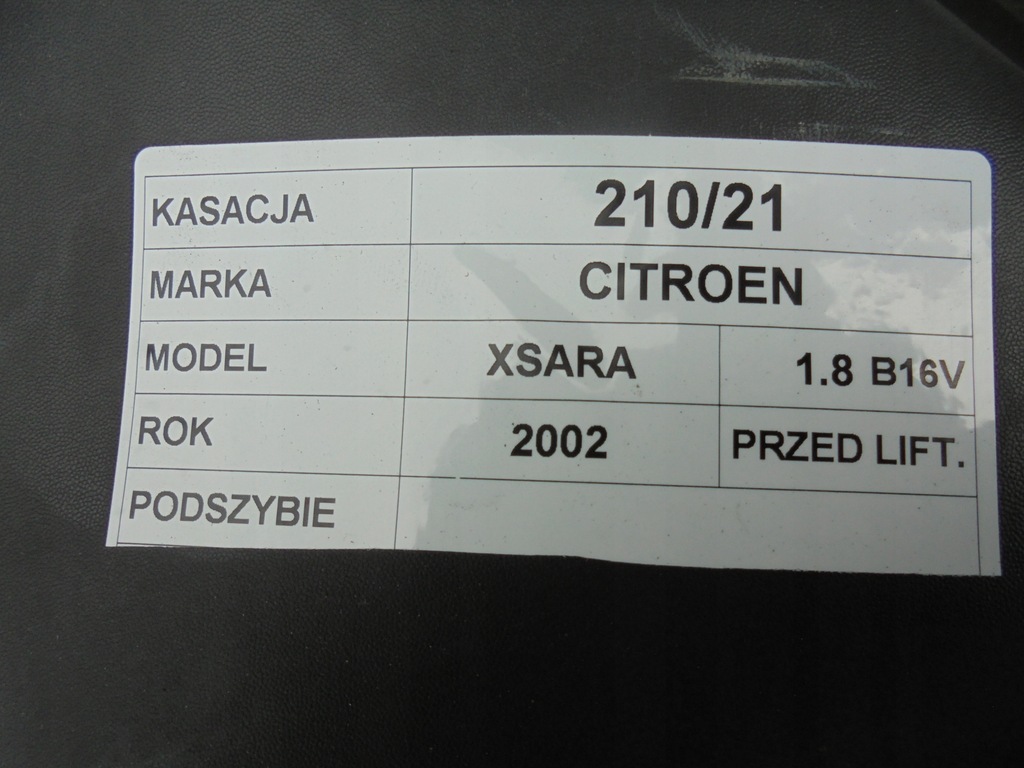 KASACJA 210/21
MARKA CITROEN
MODEL XSARA 1.8 B16V
ROK 2002 PRZED LIFT.
PODSZYBIE